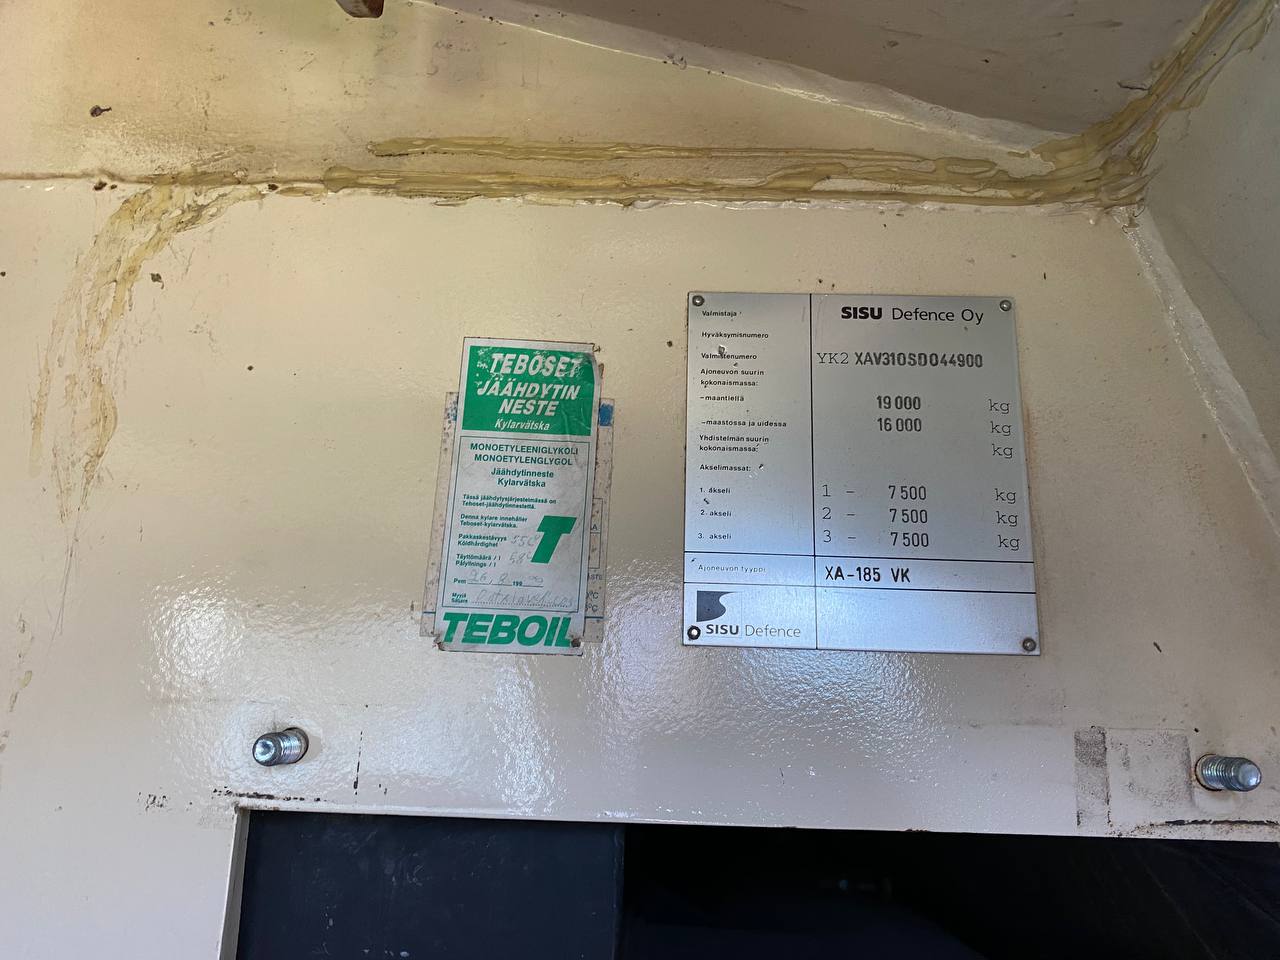 TEBOSET
JÄÄHDYTIN
NESTE
Kylarvätska
MONOETYLEENIGLYKOLI
MONOETYLENGLYGOL
Jäähdytinneste
Kylarvätska
Tässä jäähdytysjärjestelmässä on
Teboset-jäähdytinnestettä.
Denna kylare innehåller
Teboset-kylarvätska.
Pakkaskestävyys
Köldhärdighet
Täyttömäärä / l
Påfyllnings / l
Pvm 26.9 199
Myyjä
Säljare
TEBOIL
Valmistaja SISU Defence Oy
Hyväksymisnumero
Valmistenumero YK2 XAV310SD044900
Ajoneuvon suurin
kokonaismassa:
-maantiellä 19 000 kg
-maastossa ja uidessa 16 000 kg
Yhdistelmän suurin
kokonaismassa: kg
Akselimassat:
1. akseli 1 - 7 500 kg
2. akseli 2 - 7 500 kg
3. akseli 3 - 7 500 kg
Ajoneuvon tyyppi XA-185 VK
SISU Defence